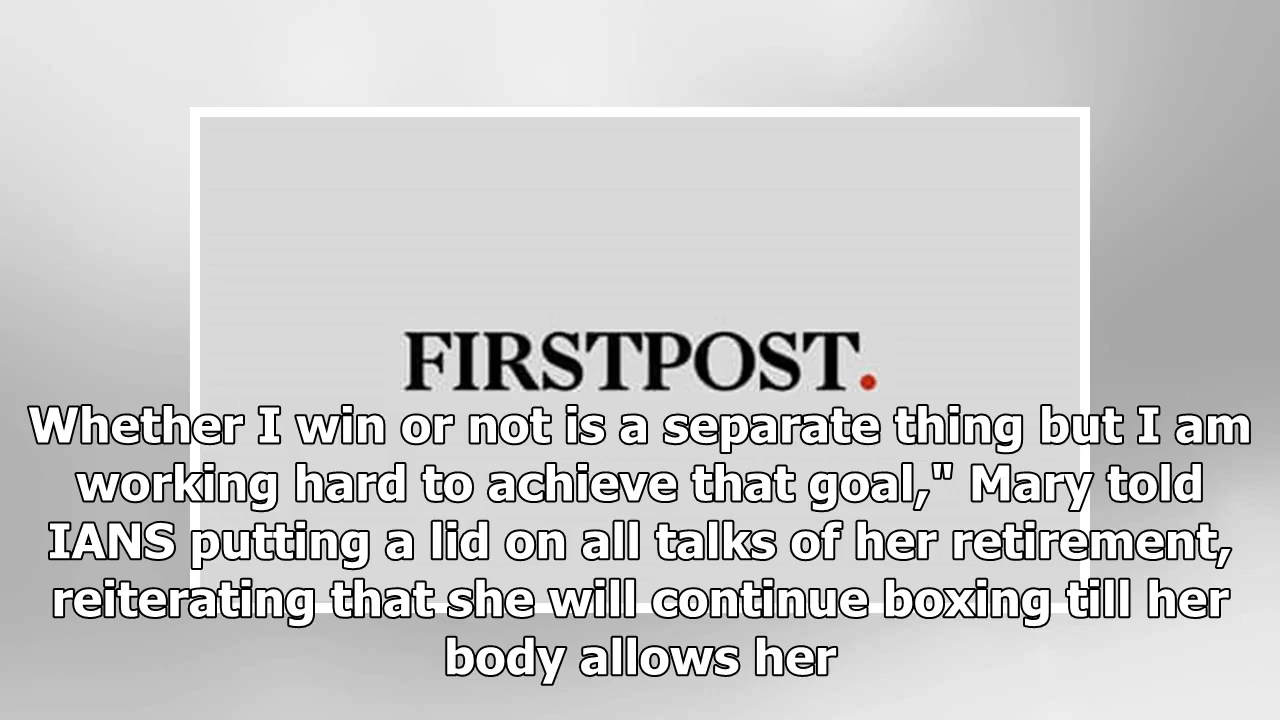 FIRSTPOST.
Whether I win or not is a separate thing but I am
working hard to achieve that goal," Mary told
IANS putting a lid on all talks of her retirement,
reiterating that she will continue boxing till her
body allows her